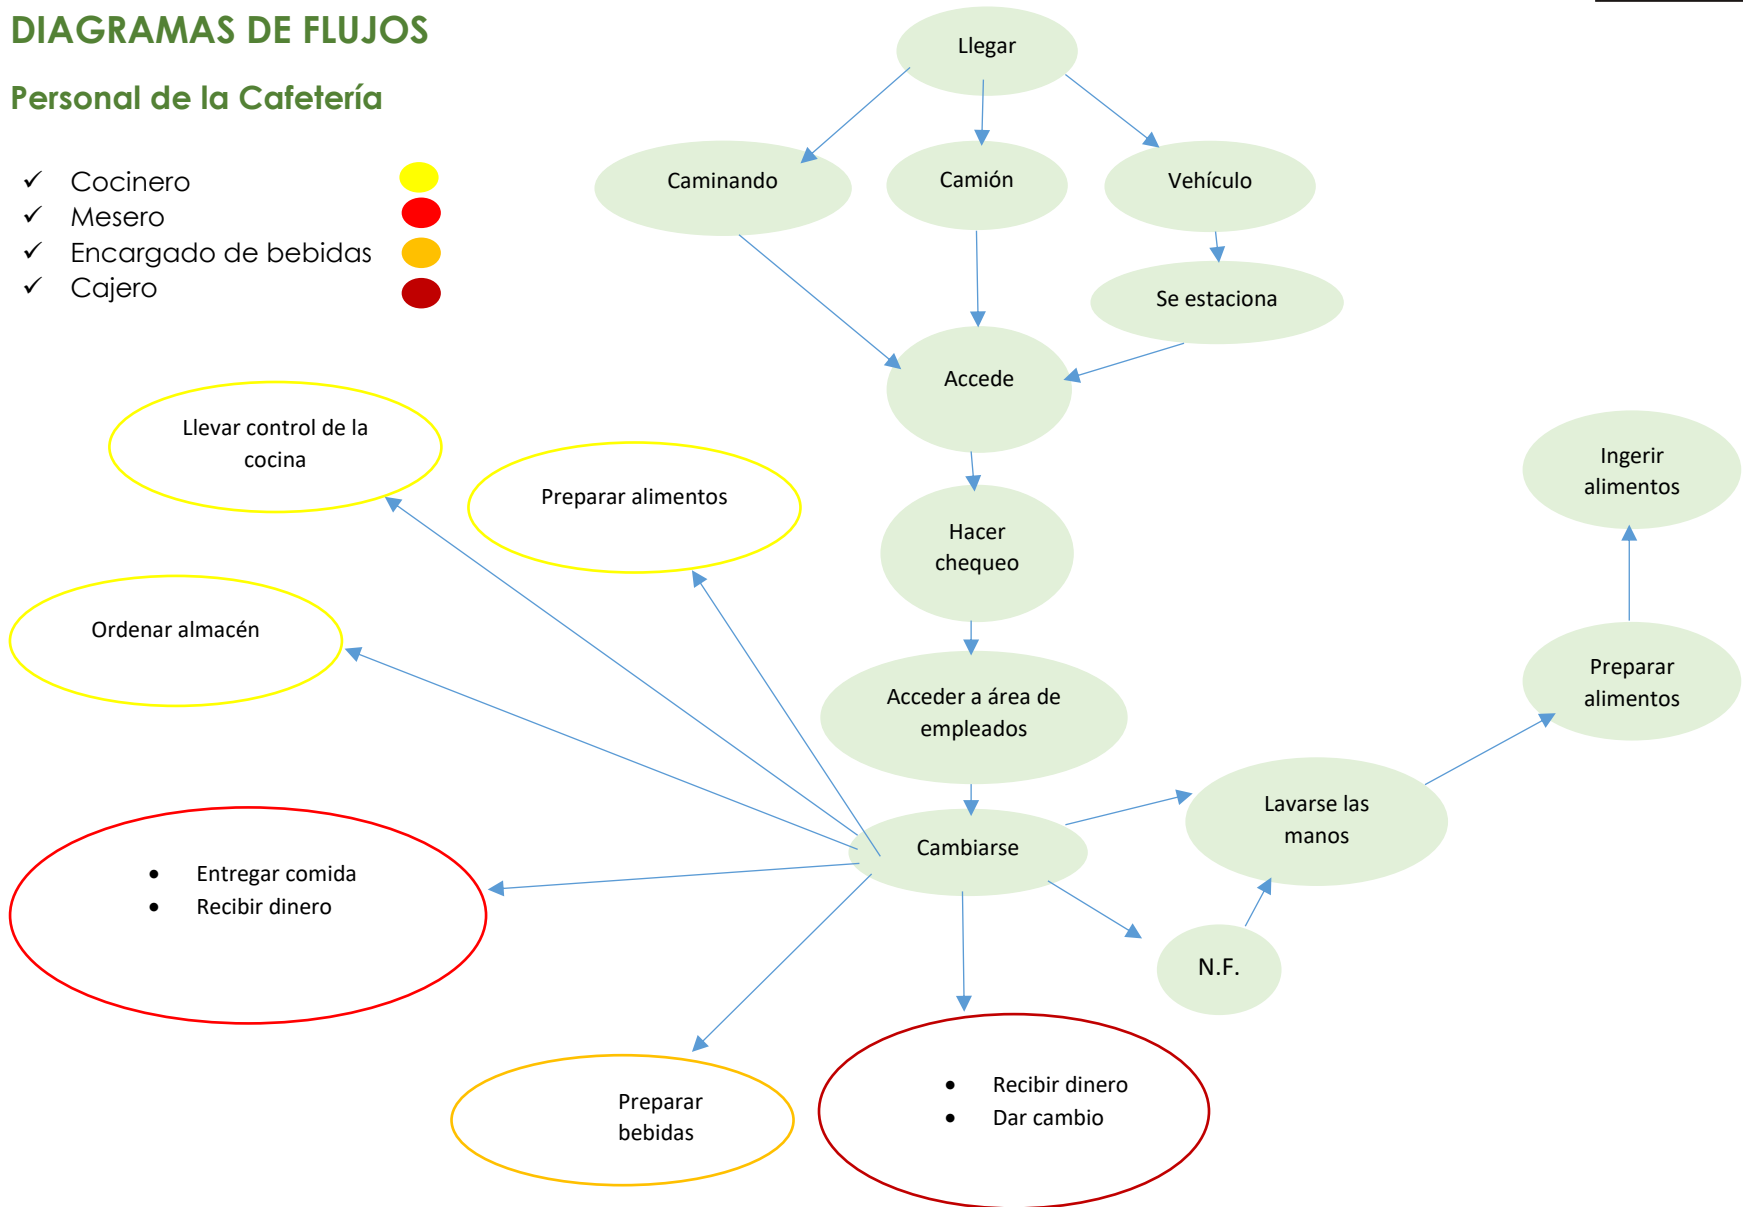 DIAGRAMAS DE FLUJOS
Personal de la Cafetería
✓ Cocinero
✓ Mesero
✓ Encargado de bebidas
✓ Cajero
Llegar
Caminando
Camión
Vehículo
Se estaciona
Accede
Hacer
chequeo
Acceder a área de
empleados
Cambiarse
Llevar control de la
cocina
Preparar alimentos
Ordenar almacén
• Entregar comida
• Recibir dinero
Preparar
bebidas
• Recibir dinero
• Dar cambio
N.F.
Lavarse las
manos
Preparar
alimentos
Ingerir
alimentos